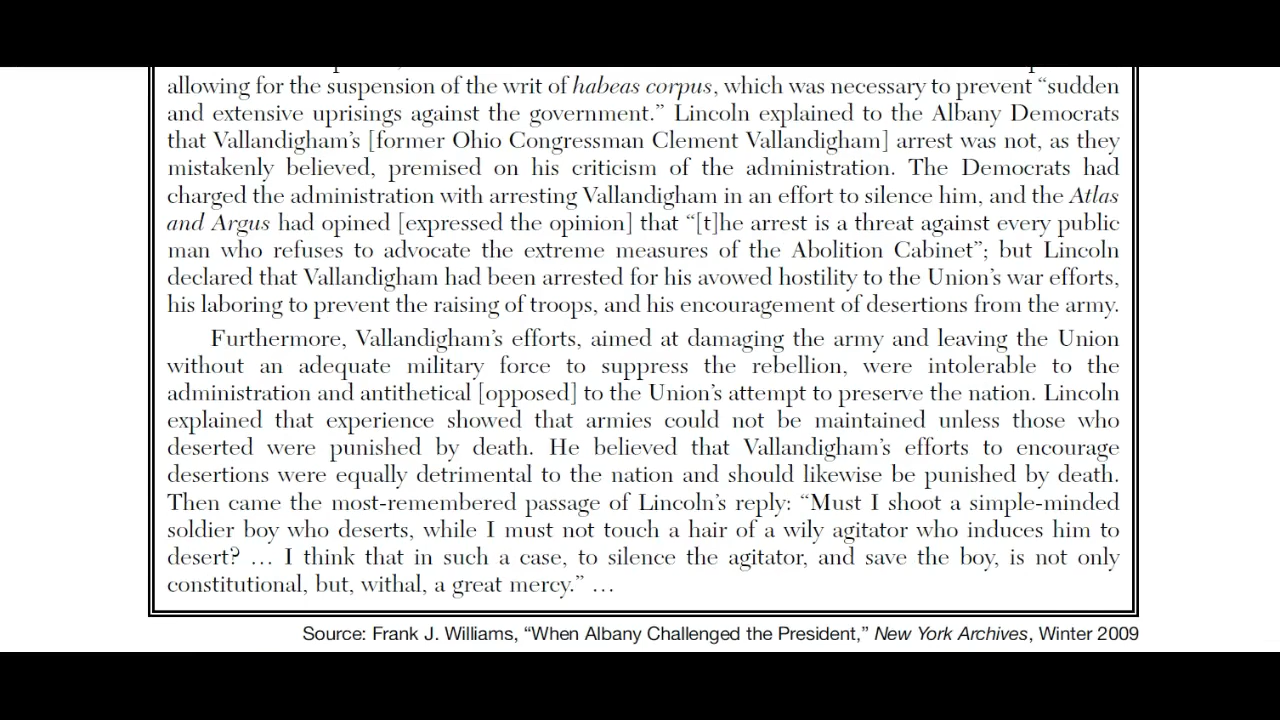 allowing for the suspension of the writ of habeas corpus, which was necessary to prevent “sudden
and extensive uprisings against the government.” Lincoln explained to the Albany Democrats
that Vallandigham’s [former Ohio Congressman Clement Vallandigham] arrest was not, as they
mistakenly believed, premised on his criticism of the administration. The Democrats had
charged the administration with arresting Vallandigham in an effort to silence him, and the Atlas
and Argus had opined [expressed the opinion] that “[t]he arrest is a threat against every public
man who refuses to advocate the extreme measures of the Abolition Cabinet”; but Lincoln
declared that Vallandigham had been arrested for his avowed hostility to the Union’s war efforts,
his laboring to prevent the raising of troops, and his encouragement of desertions from the army.
Furthermore, Vallandigham’s efforts, aimed at damaging the army and leaving the Union
without an adequate military force to suppress the rebellion, were intolerable to the
administration and antithetical [opposed] to the Union’s attempt to preserve the nation. Lincoln
explained that experience showed that armies could not be maintained unless those who
deserted were punished by death. He believed that Vallandigham’s efforts to encourage
desertions were equally detrimental to the nation and should likewise be punished by death.
Then came the most-remembered passage of Lincoln’s reply: “Must I shoot a simple-minded
soldier boy who deserts, while I must not touch a hair of a wily agitator who induces him to
desert? … I think that in such a case, to silence the agitator, and save the boy, is not only
constitutional, but, withal, a great mercy.” …
Source: Frank J. Williams, “When Albany Challenged the President,” New York Archives, Winter 2009